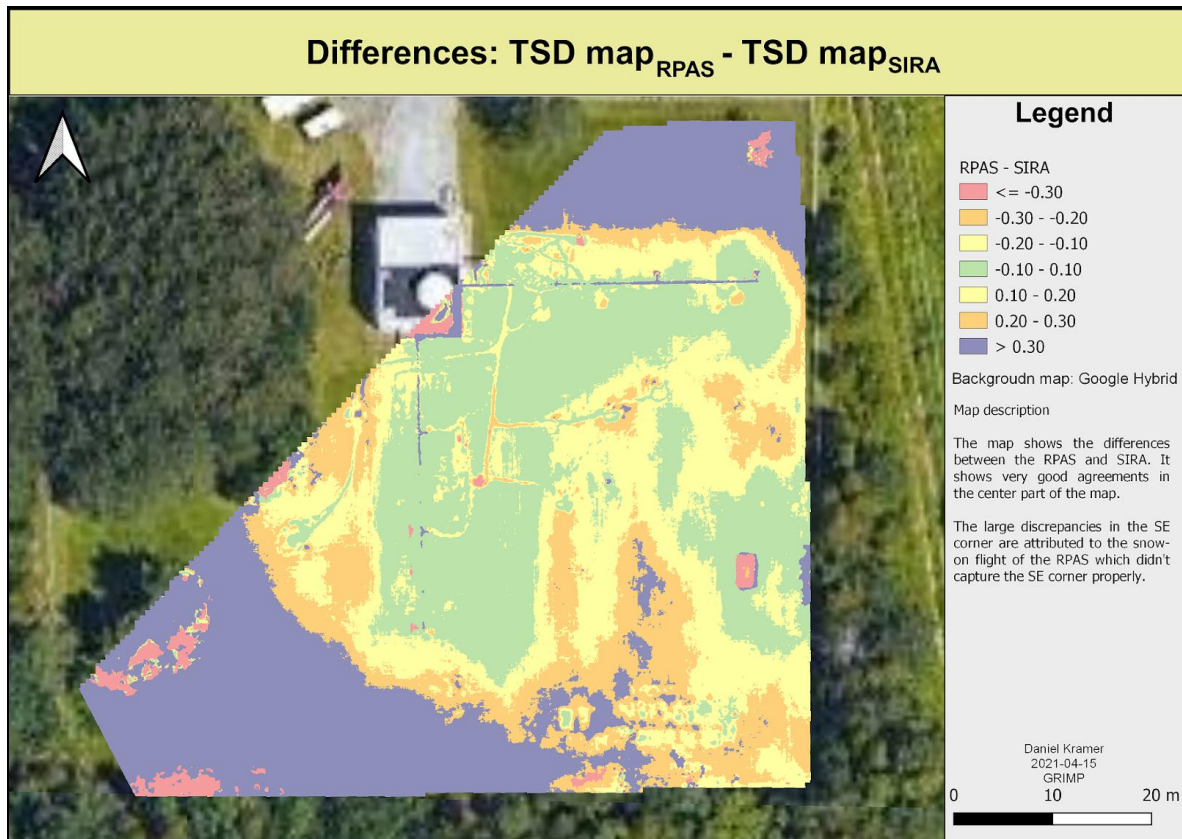 Differences: TSD mapRPAS - TSD mapSIRA
Legend
RPAS - SIRA
<= -0.30
-0.30 - -0.20
-0.20 - -0.10
-0.10 - 0.10
0.10 - 0.20
0.20 - 0.30
> 0.30
Backgroudn map: Google Hybrid
Map description
The map shows the differences
between the RPAS and SIRA. It
shows very good agreements in
the center part of the map.
The large discrepancies in the SE
corner are attributed to the snow-
on flight of the RPAS which didn't
capture the SE corner properly.
Daniel Kramer
2021-04-15
GRIMP
0 10 20 m